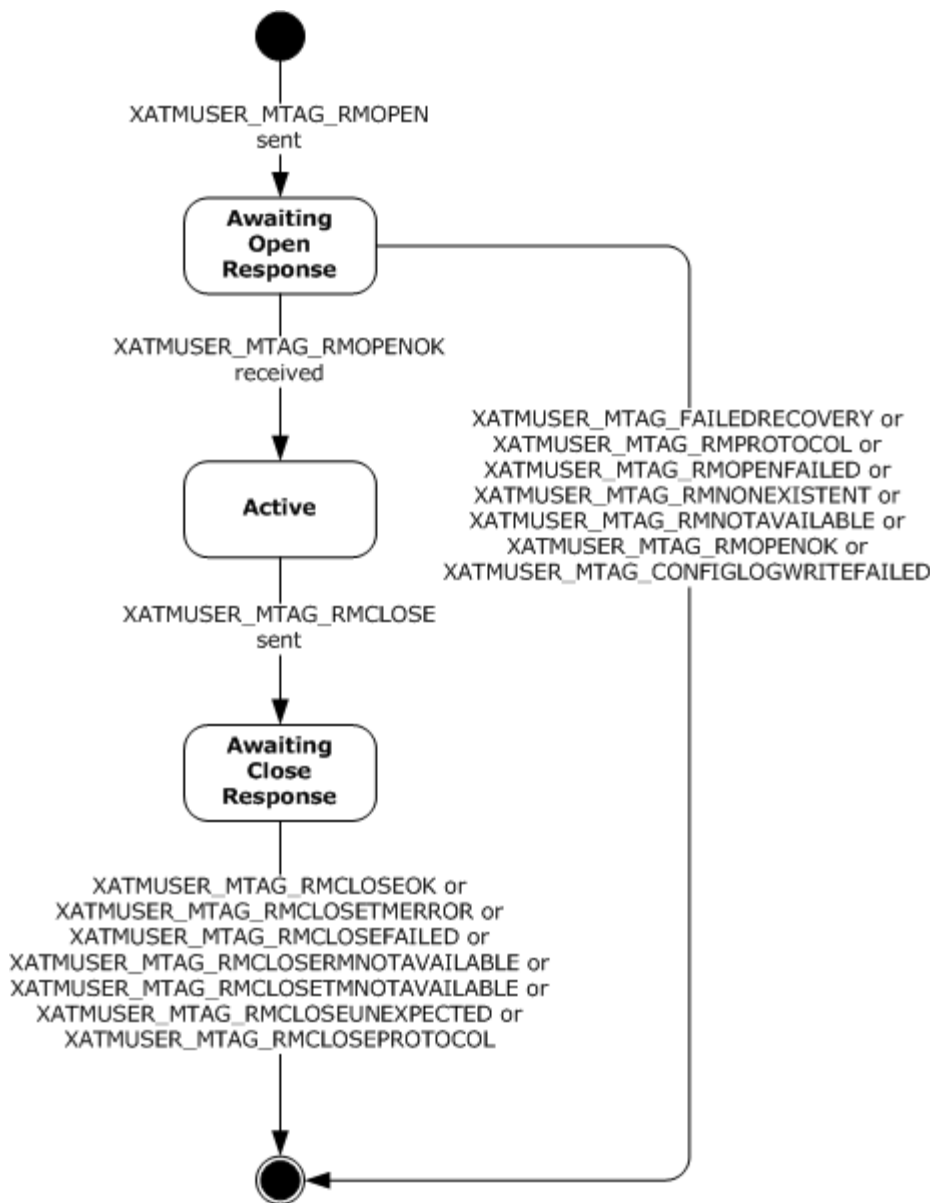 XATMUSER_MTAG_RMOPEN
sent
Awaiting
Open
Response
XATMUSER_MTAG_RMOPENOK
received
XATMUSER_MTAG_FAILEDRECOVERY or
XATMUSER_MTAG_RMPROTOCOL or
XATMUSER_MTAG_RMOPENFAILED or
XATMUSER_MTAG_RMNONEXISTENT or
XATMUSER_MTAG_RMNOTAVAILABLE or
XATMUSER_MTAG_RMOPENOK or
XATMUSER_MTAG_CONFIGLOGWRITEFAILED
Active
XATMUSER_MTAG_RMCLOSE
sent
Awaiting
Close
Response
XATMUSER_MTAG_RMCLOSEOK or
XATMUSER_MTAG_RMCLOSETMERROR or
XATMUSER_MTAG_RMCLOSEFAILED or
XATMUSER_MTAG_RMCLOSERMNOTAVAILABLE or
XATMUSER_MTAG_RMCLOSETMNOTAVAILABLE or
XATMUSER_MTAG_RMCLOSEUNEXPECTED or
XATMUSER_MTAG_RMCLOSEPROTOCOL